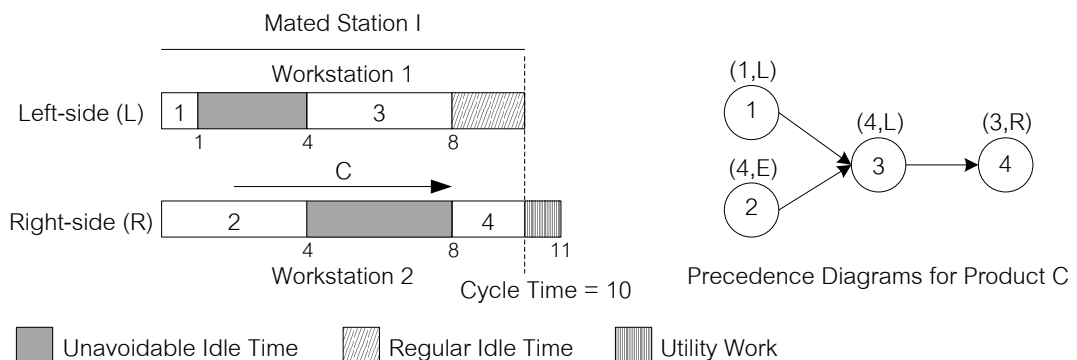 Mated Station I
Workstation 1
Left-side (L) 1 3
1 4 8
C
Right-side (R) 2 4
4 8 11
Workstation 2
Cycle Time = 10
(1,L)
1
(4,L) (3,R)
3 4
(4,E)
2
Precedence Diagrams for Product C
Unavoidable Idle Time Regular Idle Time Utility Work